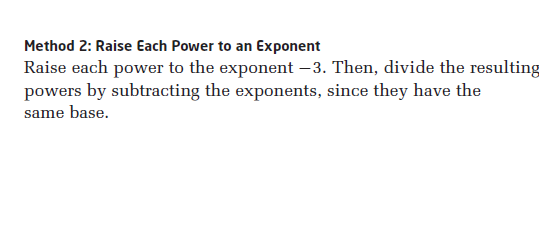 Method 2: Raise Each Power to an Exponent
Raise each power to the exponent −3. Then, divide the resulting
powers by subtracting the exponents, since they have the
same base.